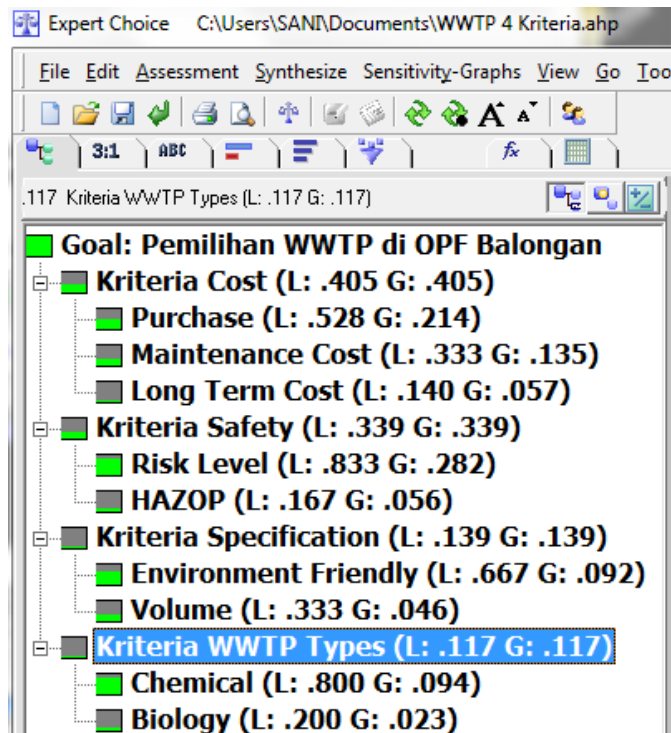 Expert Choice C:\Users\SANI\Documents\WWTP 4 Kriteria.ahp
File Edit Assessment Synthesize Sensitivity-Graphs View Go Too
A A
3:1 ABC fx
.117 Kriteria WWTP Types (L: .117 G: .117)
Goal: Pemilihan WWTP di OPF Balongan
Kriteria Cost (L: .405 G: .405)
Purchase (L: .528 G: .214)
Maintenance Cost (L: .333 G: .135)
Long Term Cost (L: .140 G: .057)
Kriteria Safety (L: .339 G: .339)
Risk Level (L: .833 G: .282)
HAZOP (L: .167 G: .056)
Kriteria Specification (L: .139 G: .139)
Environment Friendly (L: .667 G: .092)
Volume (L: .333 G: .046)
Kriteria WWTP Types (L: .117 G: .117)
Chemical (L: .800 G: .094)
Biology (L: .200 G: .023)